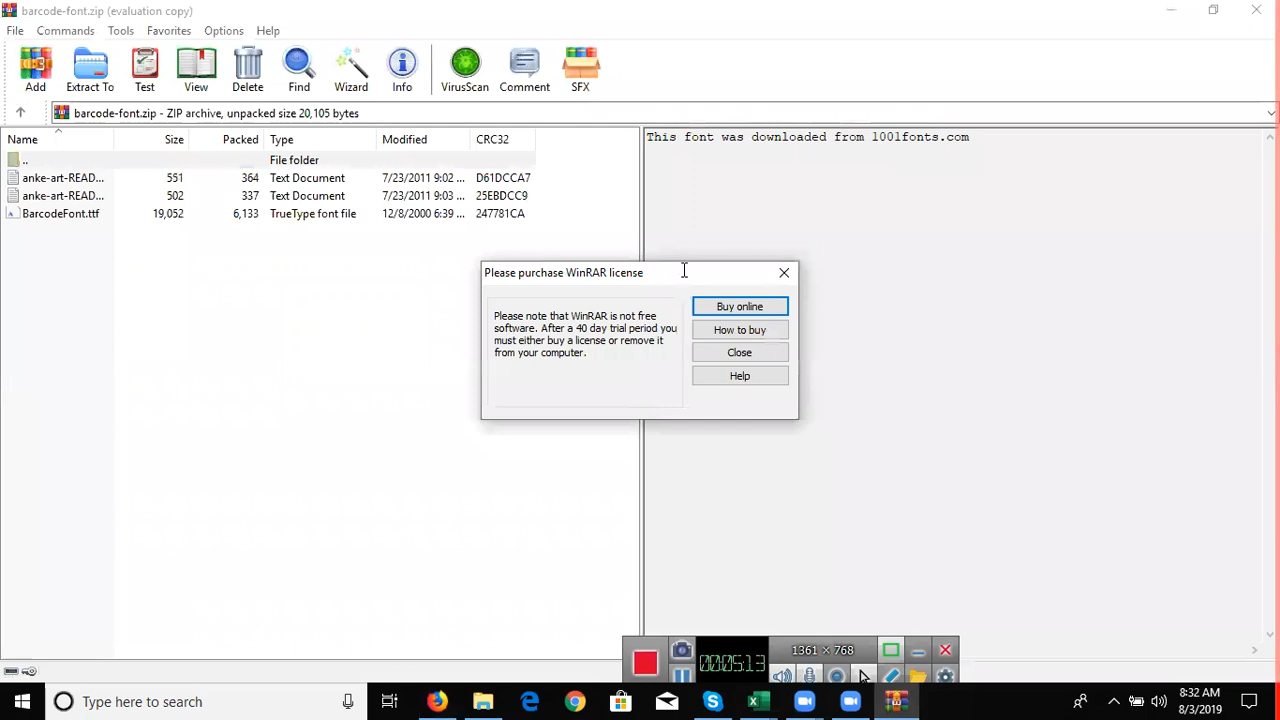 barcode-font.zip (evaluation copy)
File Commands Tools Favorites Options Help
Add Extract To Test View Delete Find Wizard Info VirusScan Comment SFX
barcode-font.zip - ZIP archive, unpacked size 20,105 bytes
Name Size Packed Type Modified CRC32
.. File folder
anke-art-READ... 551 364 Text Document 7/23/2011 9:02 ... D61DCCA7
anke-art-READ... 502 337 Text Document 7/23/2011 9:03 ... 25EBDCC9
BarcodeFont.ttf 19,052 6,133 TrueType font file 12/8/2000 6:39 ... 247781CA
This font was downloaded from 1001fonts.com
Please purchase WinRAR license
Please note that WinRAR is not free
software. After a 40 day trial period you
must either buy a license or remove it
from your computer.
Buy online
How to buy
Close
Help
00:05:13
1361 × 768
Type here to search
8:32 AM
8/3/2019